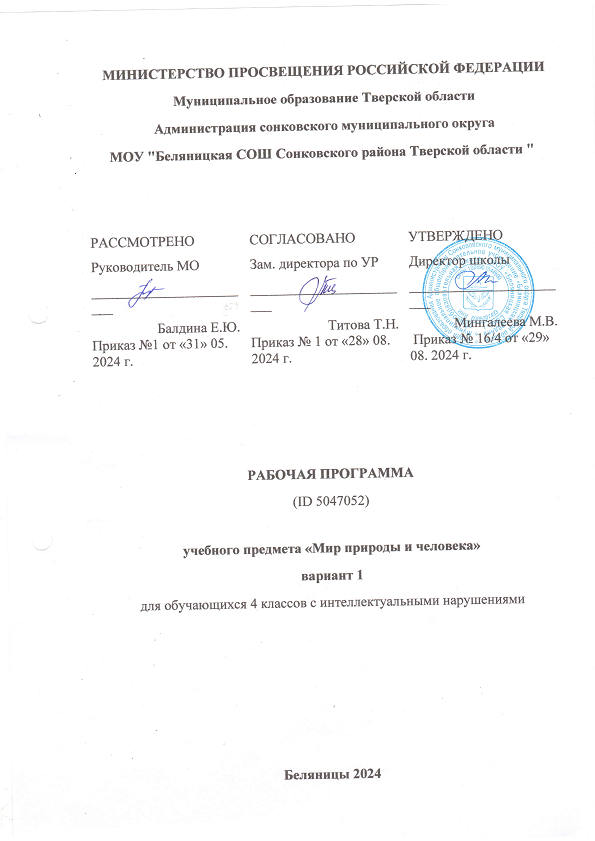 МИНИСТЕРСТВО ПРОСВЕЩЕНИЯ РОССИЙСКОЙ ФЕДЕРАЦИИ
Муниципальное образование Тверской области
Администрация сонковского муниципального округа
МОУ "Беляницкая СОШ Сонковского района Тверской области "
РАССМОТРЕНО
Руководитель МО
Балдина Е.Ю.
Приказ №1 от «31» 05.
2024 г.
СОГЛАСОВАНО
Зам. директора по УР
Титова Т.Н.
Приказ № 1 от «28» 08.
2024 г.
УТВЕРЖДЕНО
Директор школы
Мингалеева М.В.
Приказ № 16/4 от «29»
08. 2024 г.
РАБОЧАЯ ПРОГРАММА
(ID 5047052)
учебного предмета «Мир природы и человека»
вариант 1
для обучающихся 4 классов с интеллектуальными нарушениями
Беляницы 2024